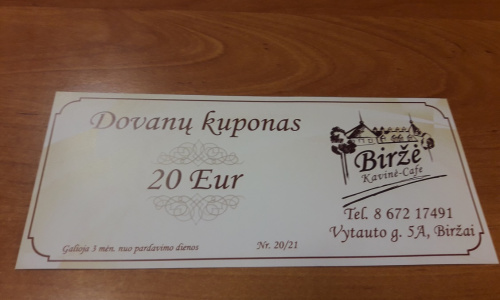 Dovanų kuponas
20 Eur
Galioja 3 mėn. nuo pardavimo dienos
Nr. 20/21
Biržė
Kavinė-Cafe
Tel. 8 672 17491
Vytauto g. 5A, Biržai